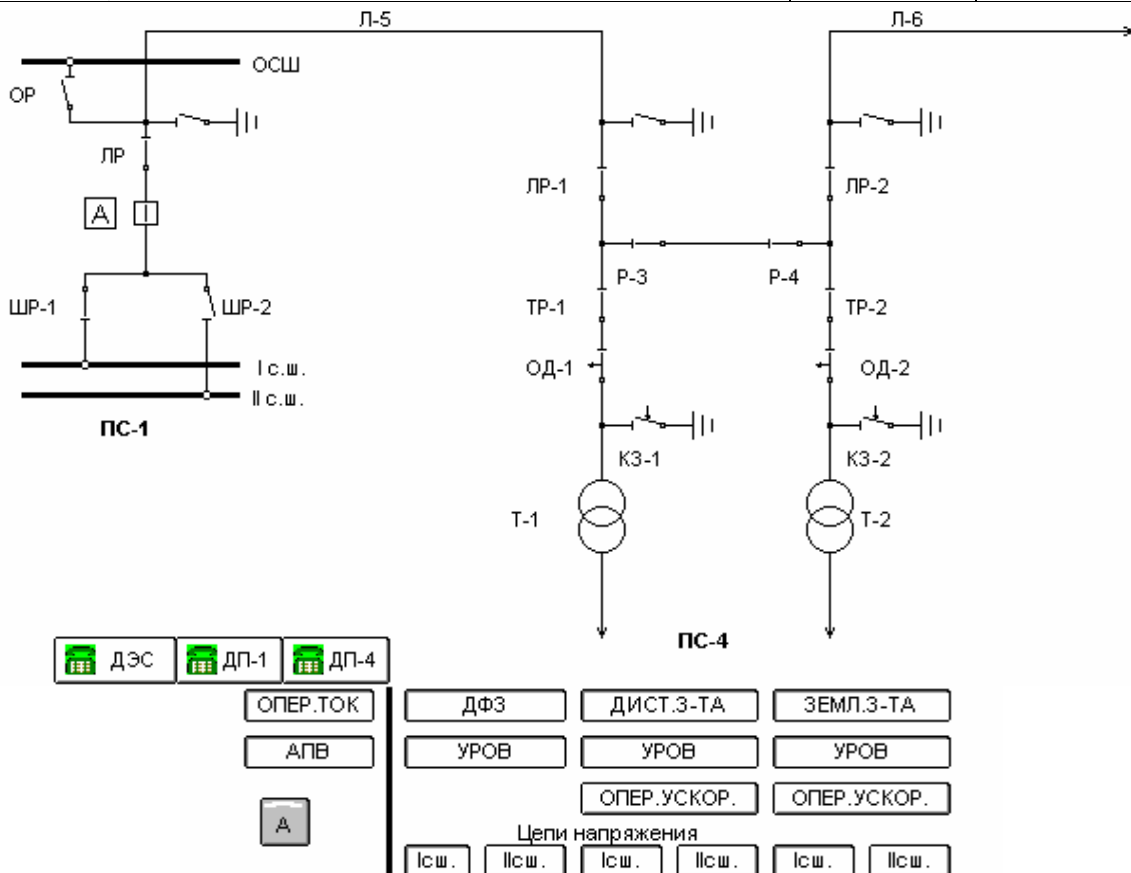 Л-5 Л-6
ОСШ
ОР
ЛР
ЛР-1 ЛР-2
А
Р-3 Р-4
ШР-1 ШР-2 ТР-1 ТР-2
I с.ш. ОД-1 ОД-2
II с.ш.
ПС-1
КЗ-1 КЗ-2
Т-1 Т-2
ПС-4
ДЭС ДП-1 ДП-4
ОПЕР.ТОК ДФЗ ДИСТ.З-ТА ЗЕМЛ.З-ТА
АПВ УРОВ УРОВ УРОВ
ОПЕР.УСКОР. ОПЕР.УСКОР.
А
Цепи напряжения
Iсш. IIсш. Iсш. IIсш. Iсш. IIсш.